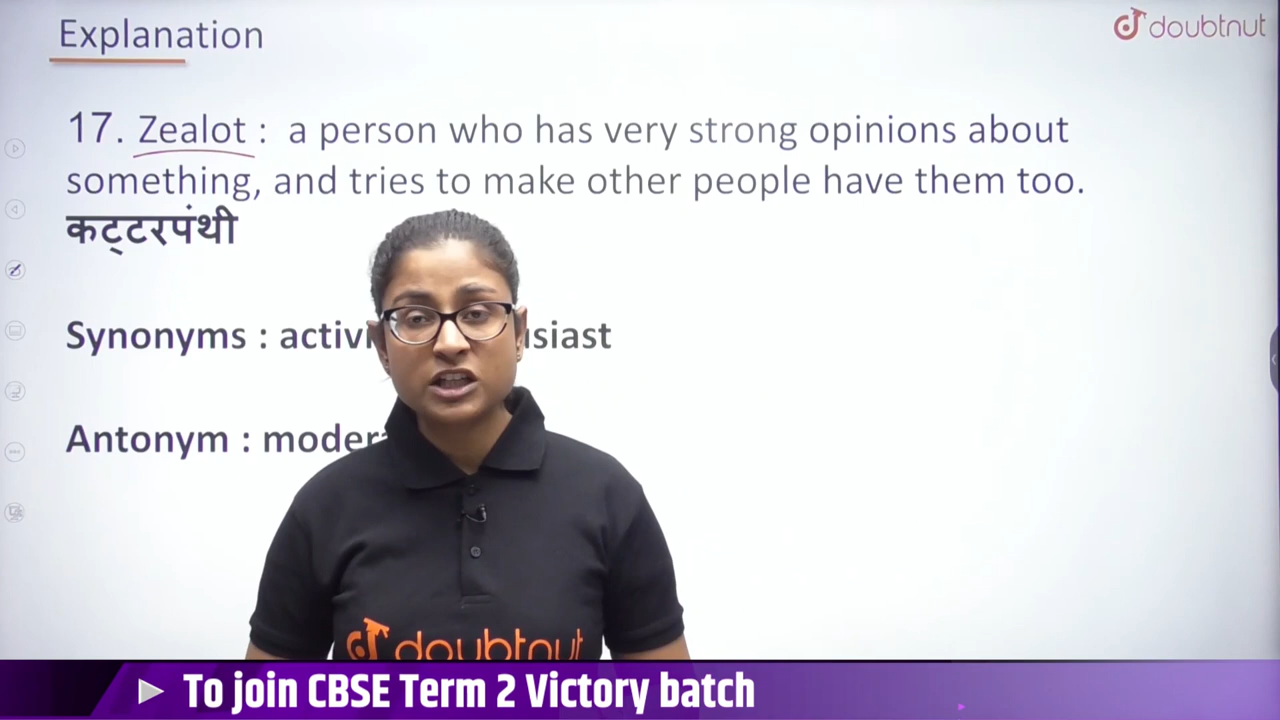 Explanation
doubtnut
17. Zealot : a person who has very strong opinions about
something, and tries to make other people have them too.
कट्टरपंथी
Synonyms :
Antonym :
doubtnut
To join CBSE Term 2 Victory batch